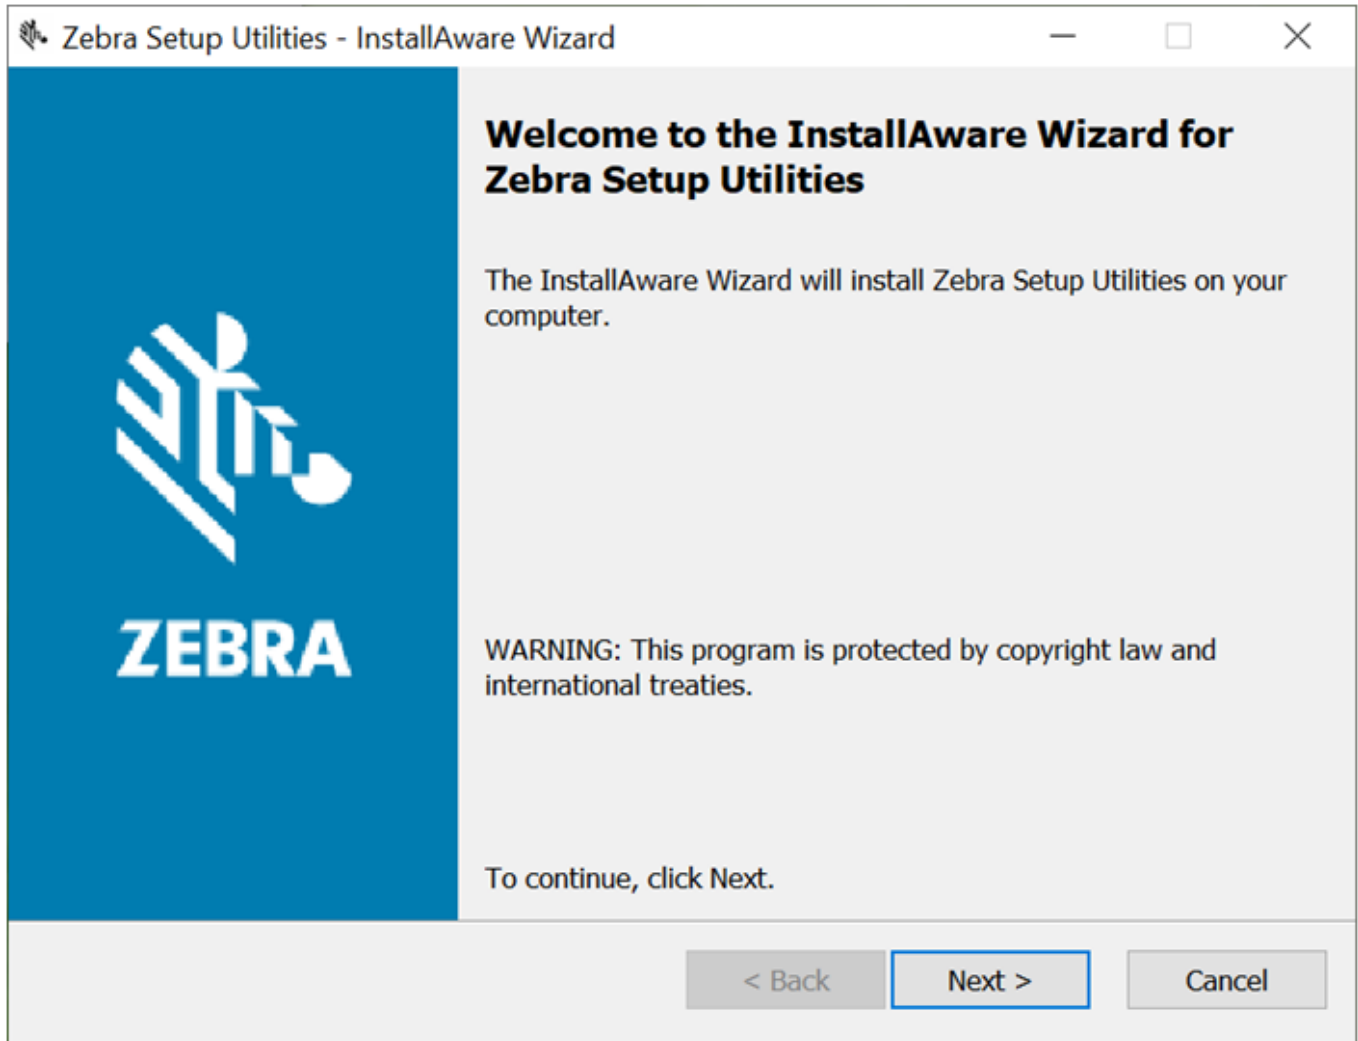 Zebra Setup Utilities - InstallAware Wizard
Welcome to the InstallAware Wizard for
Zebra Setup Utilities
The InstallAware Wizard will install Zebra Setup Utilities on your
computer.
ZEBRA
WARNING: This program is protected by copyright law and
international treaties.
To continue, click Next.
< Back
Next >
Cancel